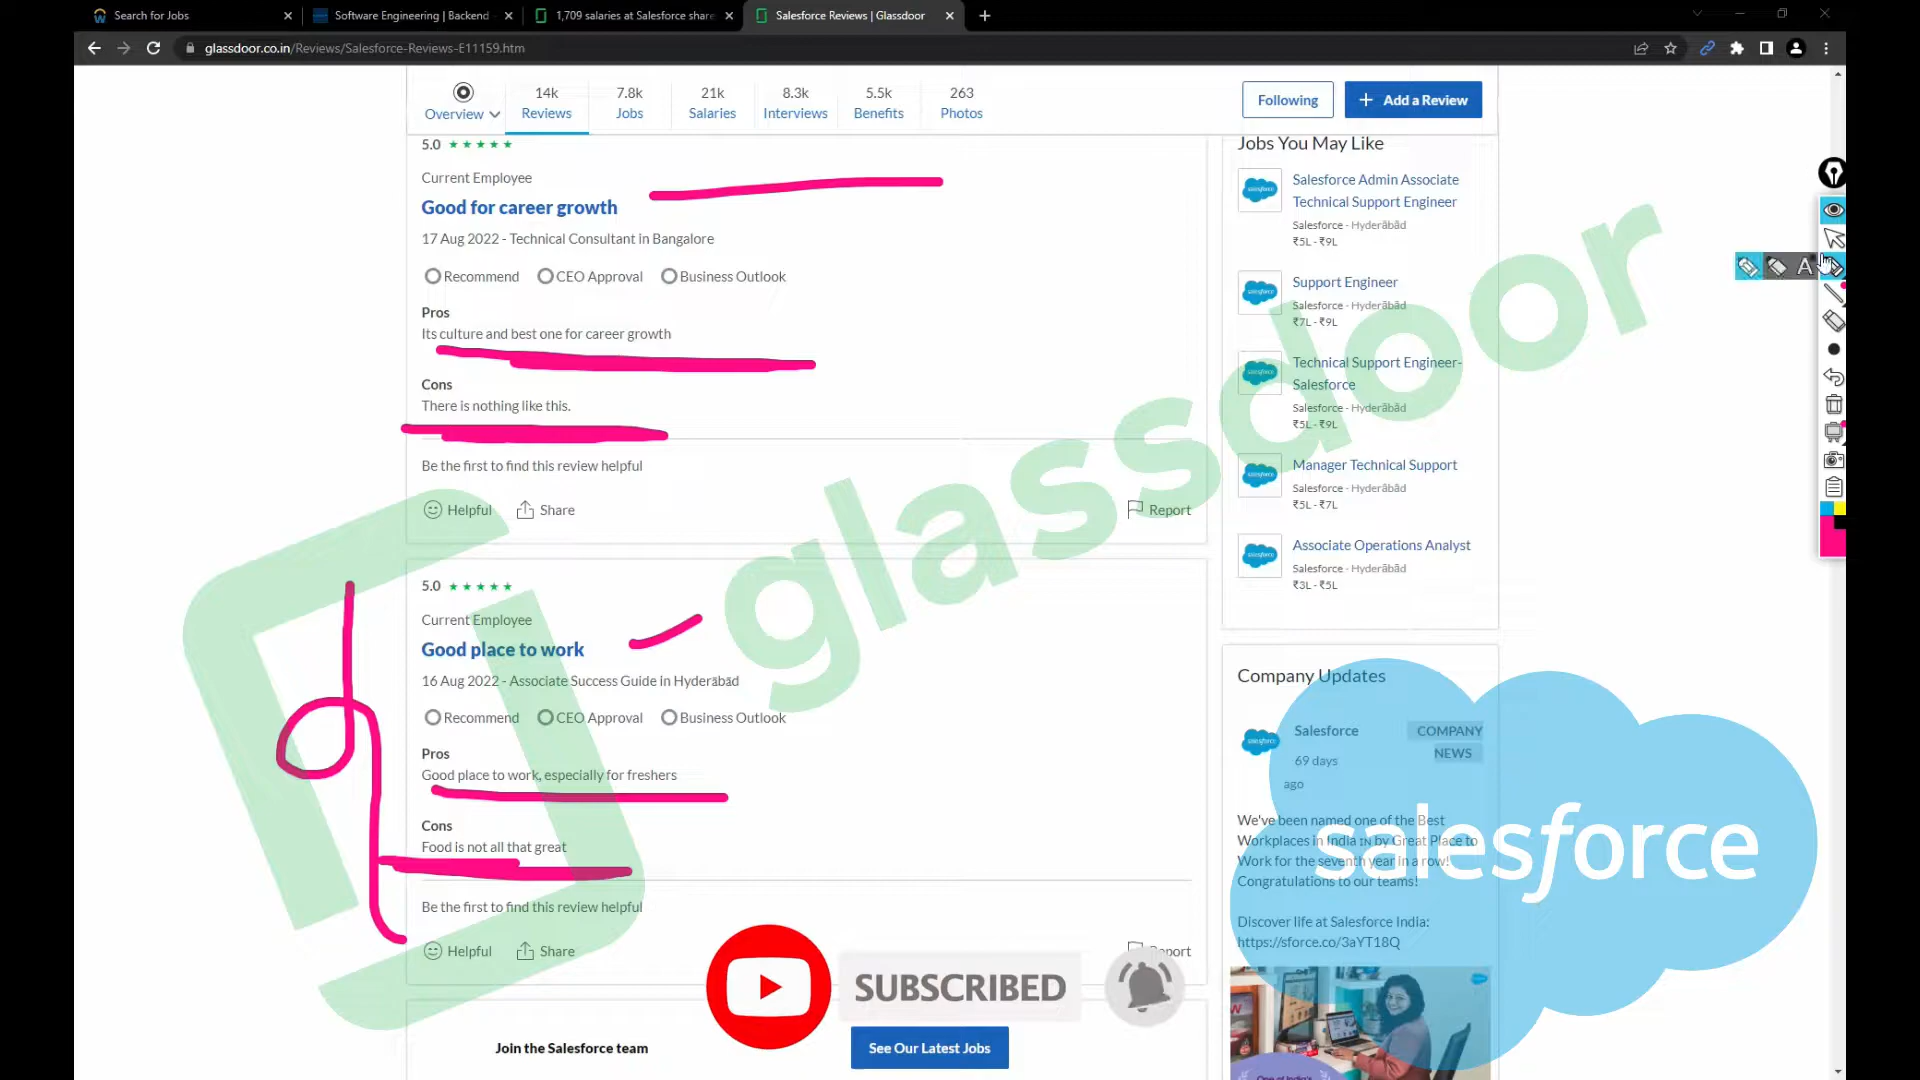 Search for Jobs
Software Engineering | Backend
1,709 salaries at Salesforce share
Salesforce Reviews | Glassdoor
glassdoor.co.in/Reviews/Salesforce-Reviews-E11159.htm
Overview
14k
Reviews
7.8k
Jobs
21k
Salaries
8.3k
Interviews
5.5k
Benefits
263
Photos
Following
+ Add a Review
5.0 ★★★★★
Current Employee
Good for career growth
17 Aug 2022 - Technical Consultant in Bangalore
Recommend CEO Approval Business Outlook
Pros
Its culture and best one for career growth
Cons
There is nothing like this.
Be the first to find this review helpful
Helpful Share Report
5.0 ★★★★★
Current Employee
Good place to work
16 Aug 2022 - Associate Success Guide in Hyderābād
Recommend CEO Approval Business Outlook
Pros
Good place to work, especially for freshers
Cons
Food is not all that great
Be the first to find this review helpful
Helpful Share Report
Join the Salesforce team
See Our Latest Jobs
Jobs You May Like
salesforce
Salesforce Admin Associate
Technical Support Engineer
Salesforce - Hyderābād
₹5L - ₹9L
salesforce
Support Engineer
Salesforce - Hyderābād
₹7L - ₹9L
salesforce
Technical Support Engineer-
Salesforce
Salesforce - Hyderābād
₹5L - ₹9L
salesforce
Manager Technical Support
Salesforce - Hyderābād
₹5L - ₹7L
salesforce
Associate Operations Analyst
Salesforce - Hyderābād
₹3L - ₹5L
Company Updates
salesforce
Salesforce
COMPANY
NEWS
69 days
ago
We've been named one of the Best
Workplaces in India IN by Great Place to
Work for the seventh year in a row!
Congratulations to our teams!
Discover life at Salesforce India:
https://sforce.co/3aYT18Q
One of India's
glassdoor
salesforce
SUBSCRIBED
A